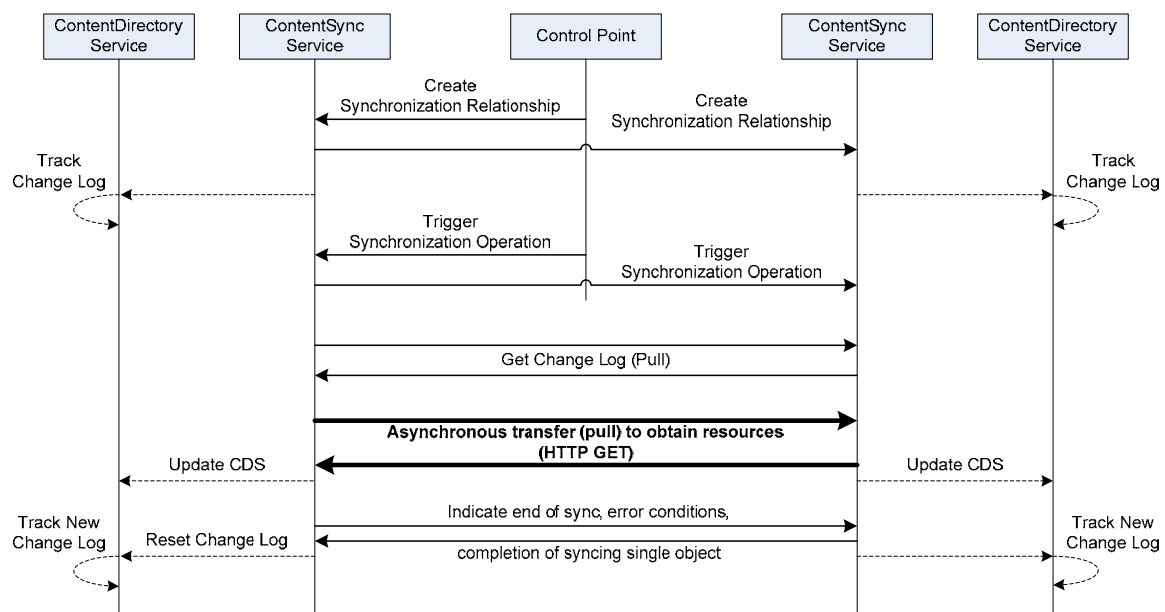 ContentDirectory
Service
ContentSync
Service
Control Point
ContentSync
Service
ContentDirectory
Service
Create
Synchronization Relationship
Create
Synchronization Relationship
Track
Change Log
Track
Change Log
Trigger
Synchronization Operation
Trigger
Synchronization Operation
Get Change Log (Pull)
Asynchronous transfer (pull) to obtain resources
(HTTP GET)
Update CDS
Update CDS
Indicate end of sync, error conditions,
Track New
Change Log
Reset Change Log
completion of syncing single object
Track New
Change Log